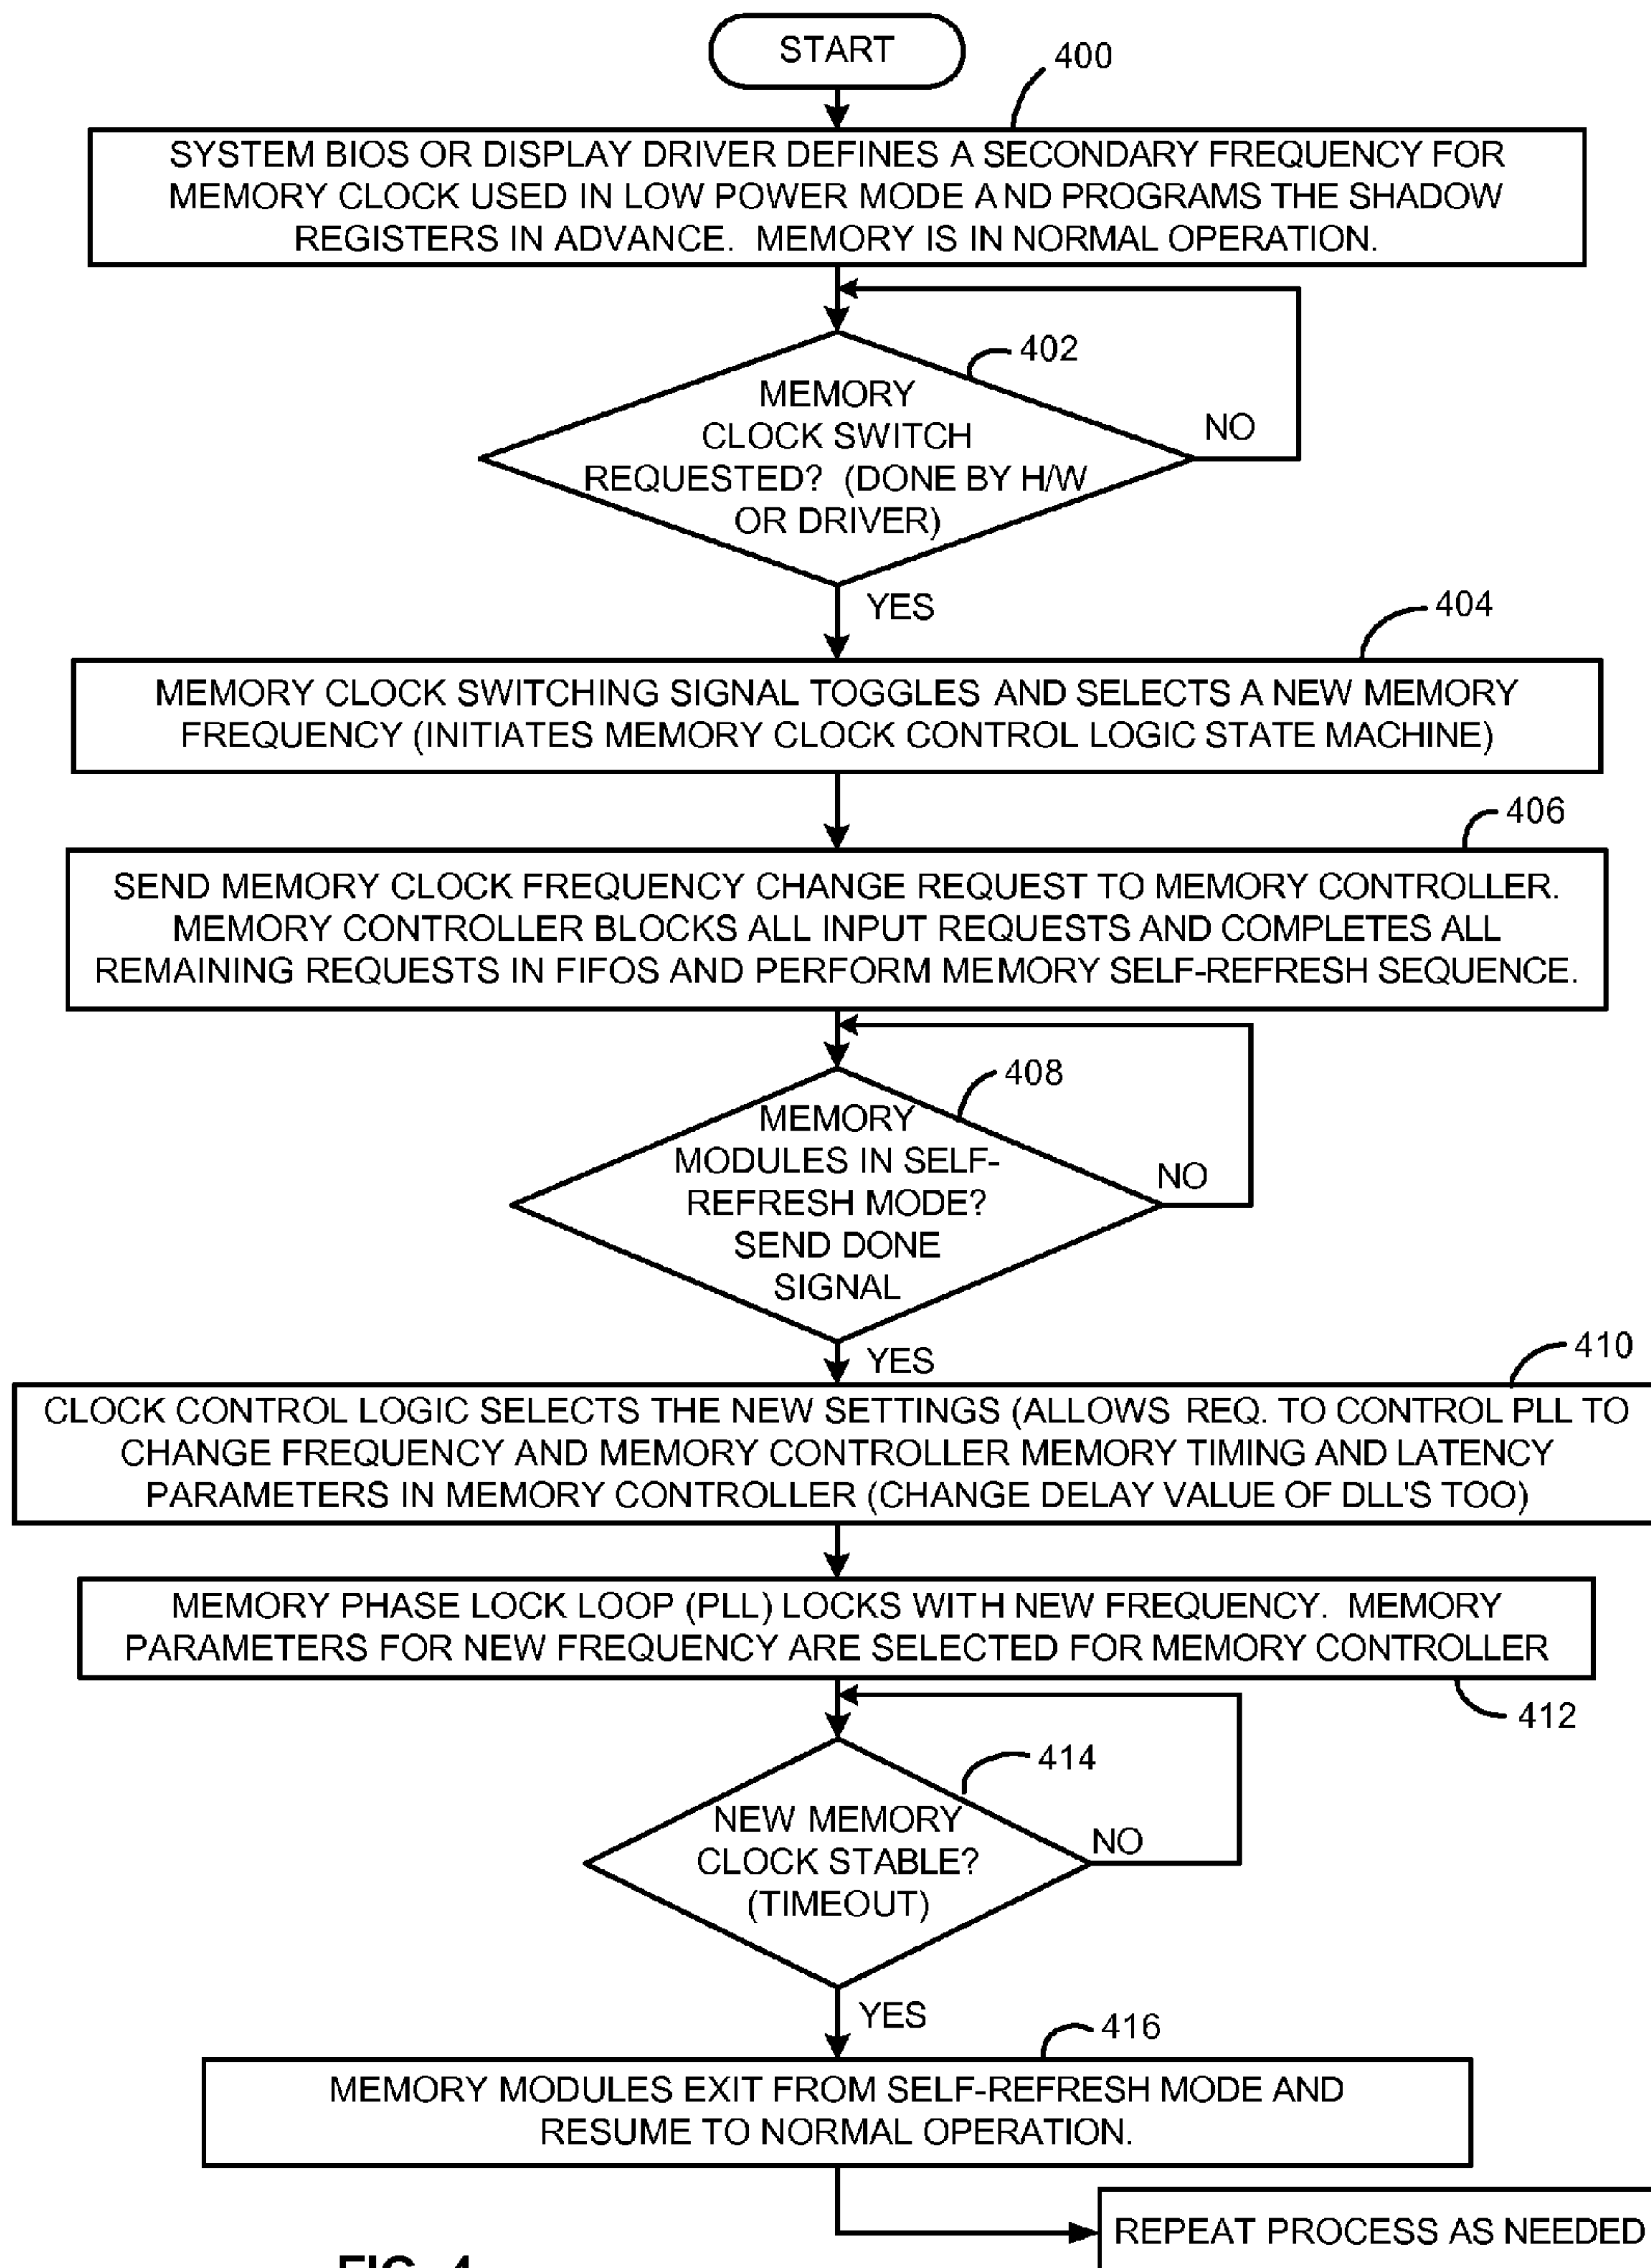 START
400
SYSTEM BIOS OR DISPLAY DRIVER DEFINES A SECONDARY FREQUENCY FOR
MEMORY CLOCK USED IN LOW POWER MODE AND PROGRAMS THE SHADOW
REGISTERS IN ADVANCE. MEMORY IS IN NORMAL OPERATION.
402
MEMORY
CLOCK SWITCH
REQUESTED? (DONE BY H/W
OR DRIVER)
NO
YES
404
MEMORY CLOCK SWITCHING SIGNAL TOGGLES AND SELECTS A NEW MEMORY
FREQUENCY (INITIATES MEMORY CLOCK CONTROL LOGIC STATE MACHINE)
406
SEND MEMORY CLOCK FREQUENCY CHANGE REQUEST TO MEMORY CONTROLLER.
MEMORY CONTROLLER BLOCKS ALL INPUT REQUESTS AND COMPLETES ALL
REMAINING REQUESTS IN FIFOS AND PERFORM MEMORY SELF-REFRESH SEQUENCE.
408
MEMORY
MODULES IN SELF-
REFRESH MODE?
SEND DONE
SIGNAL
NO
YES
410
CLOCK CONTROL LOGIC SELECTS THE NEW SETTINGS (ALLOWS REQ. TO CONTROL PLL TO
CHANGE FREQUENCY AND MEMORY CONTROLLER MEMORY TIMING AND LATENCY
PARAMETERS IN MEMORY CONTROLLER (CHANGE DELAY VALUE OF DLL'S TOO)
MEMORY PHASE LOCK LOOP (PLL) LOCKS WITH NEW FREQUENCY. MEMORY
PARAMETERS FOR NEW FREQUENCY ARE SELECTED FOR MEMORY CONTROLLER
412
414
NEW MEMORY
CLOCK STABLE?
(TIMEOUT)
NO
YES
416
MEMORY MODULES EXIT FROM SELF-REFRESH MODE AND
RESUME TO NORMAL OPERATION.
REPEAT PROCESS AS NEEDED